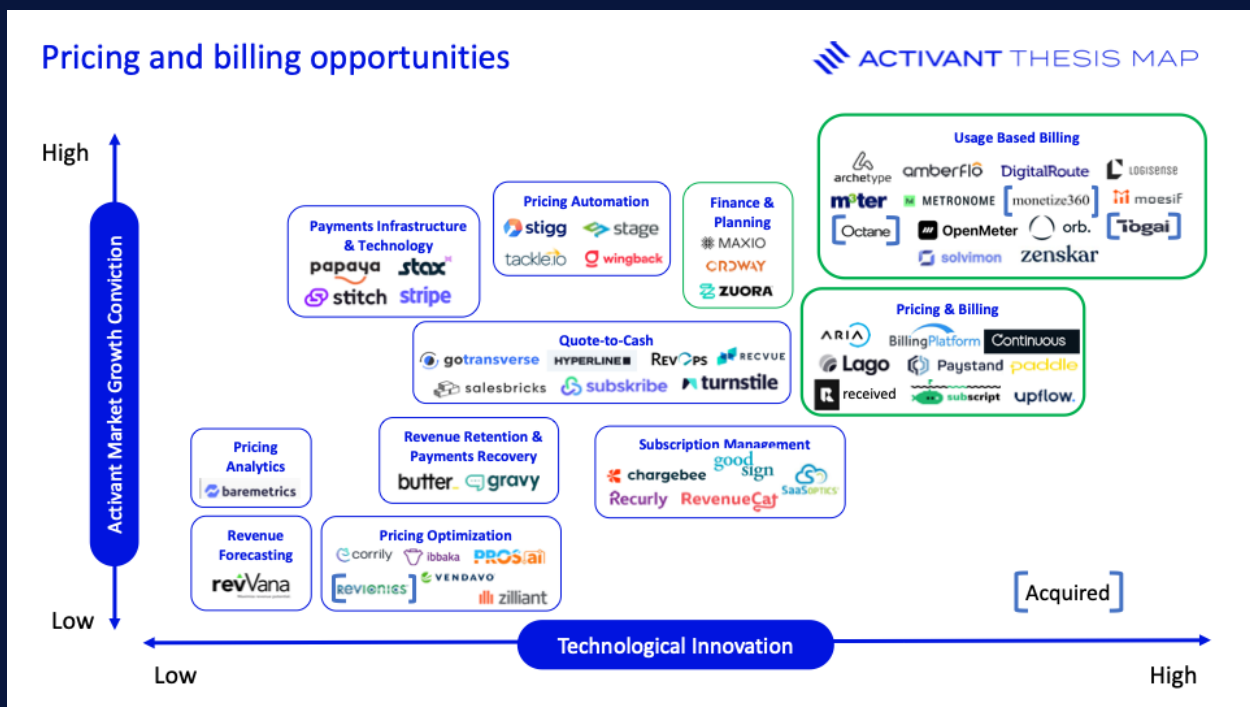 Pricing and billing opportunities
ACTIVANT THESIS MAP
High
Activant Market Growth Conviction
Low
Usage Based Billing
archetype
amberflo
DigitalRoute
LOGISENSE
m3ter
METRONOME
monetize360
moesif
Octane
OpenMeter
orb.
Togai
solvimon
zenskar
Pricing Automation
stigg
stage
tackle.io
wingback
Finance &
Planning
MAXIO
ORDWAY
ZUORA
Payments Infrastructure
& Technology
papaya
stax
stitch
stripe
Pricing & Billing
ARIA
BillingPlatform
Continuous
Lago
Paystand
paddle
R
received
subscript
upflow.
Quote-to-Cash
gotransverse
HYPERLINE
REVOPS
RECVUE
salesbricks
subskribe
turnstile
Pricing
Analytics
baremetrics
Revenue Retention &
Payments Recovery
butter
gravy
Subscription Management
chargebee
good
sign
SaaSOPTICS
Recurly
RevenueCat
Revenue
Forecasting
revVana
Pricing Optimization
corrily
ibbaka
PROS ai
REVIONICS
VENDAVO
zilliant
[Acquired]
Technological Innovation
Low
High